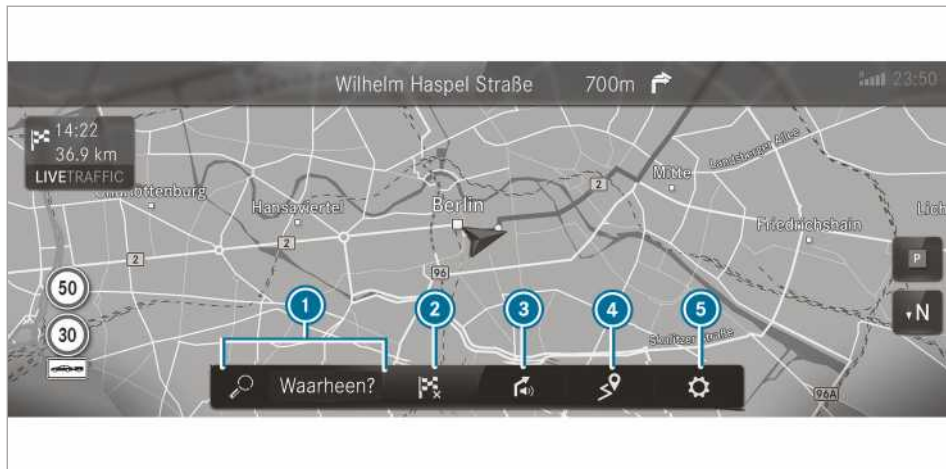 Wilhelm Haspel Straße 700m
23:50
14:22
36.9 km
LIVETRAFFIC
Mitte
Landsberger Allee
2
Hansaviertel
Berlin
Friedrichshain
2
2
96
P
N
50
30
1
2
3
4
5
Skalitzer Straße
Waarheen?
96A